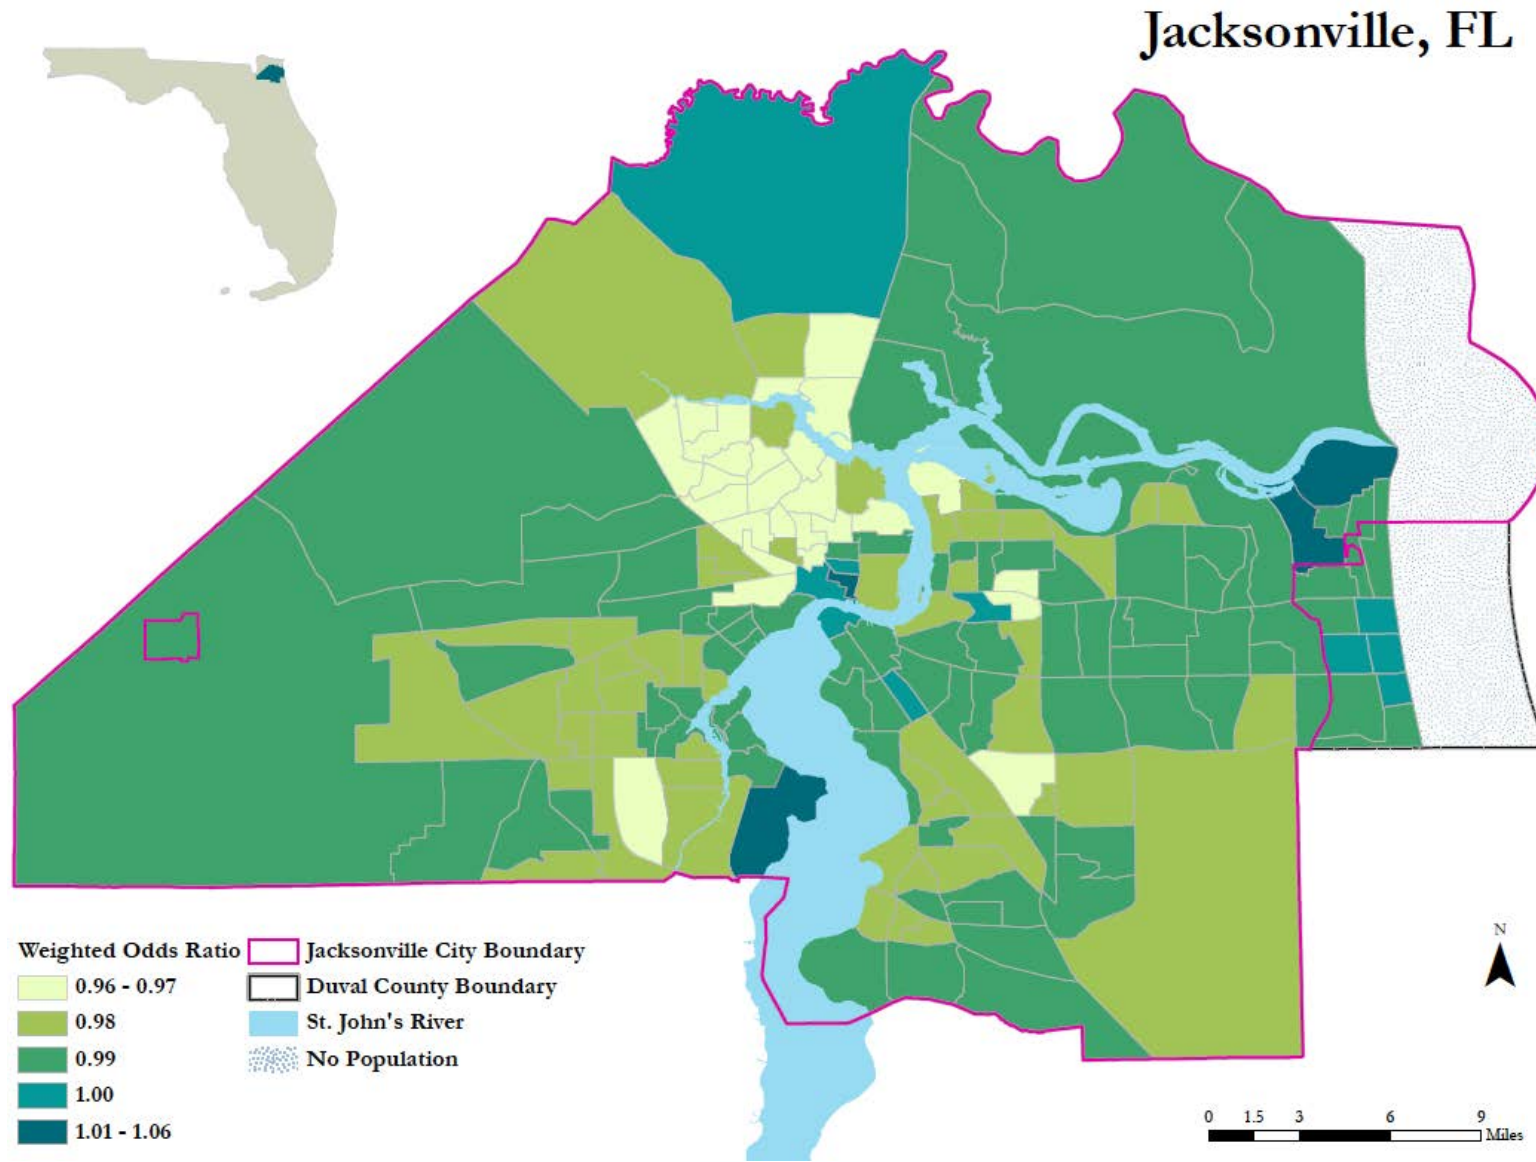 Jacksonville, FL
Weighted Odds Ratio
0.96 - 0.97
0.98
0.99
1.00
1.01 - 1.06
Jacksonville City Boundary
Duval County Boundary
St. John's River
No Population
N
0 1.5 3 6 9
Miles